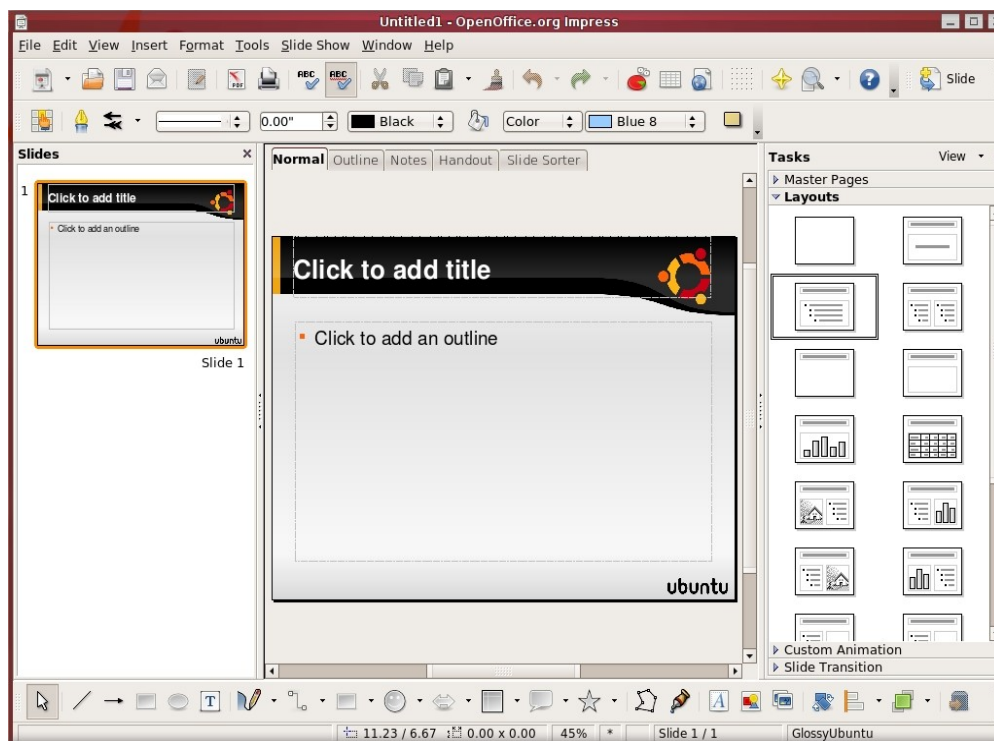 Untitled1 - OpenOffice.org Impress
File Edit View Insert Format Tools Slide Show Window Help
PDF ABC ABC Slide
0.00" Black Color Blue 8
Slides
1
Click to add title
Click to add an outline
ubuntu
Slide 1
Normal Outline Notes Handout Slide Sorter
Click to add title
Click to add an outline
ubuntu
Tasks View
Master Pages
Layouts
Custom Animation
Slide Transition
T A
11.23 / 6.67 0.00 x 0.00 45% * Slide 1 / 1 GlossyUbuntu